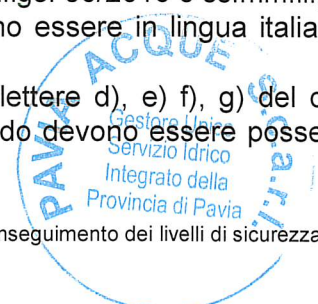 no essere in lingua italia
lettere d), e) f), g) del c
do devono essere posse
nseguimento dei livelli di sicurezza
PAVIA ACQUE S.c.a r.l.
Gestore Unico
Servizio Idrico
Integrato della
Provincia di Pavia